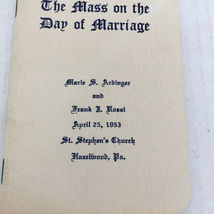 The Mass on the
Day of Marriage
Marie S. Ardinger
and
Frank J. Rossi
April 25, 1953
St. Stephen's Church
Hazelwood, Pa.